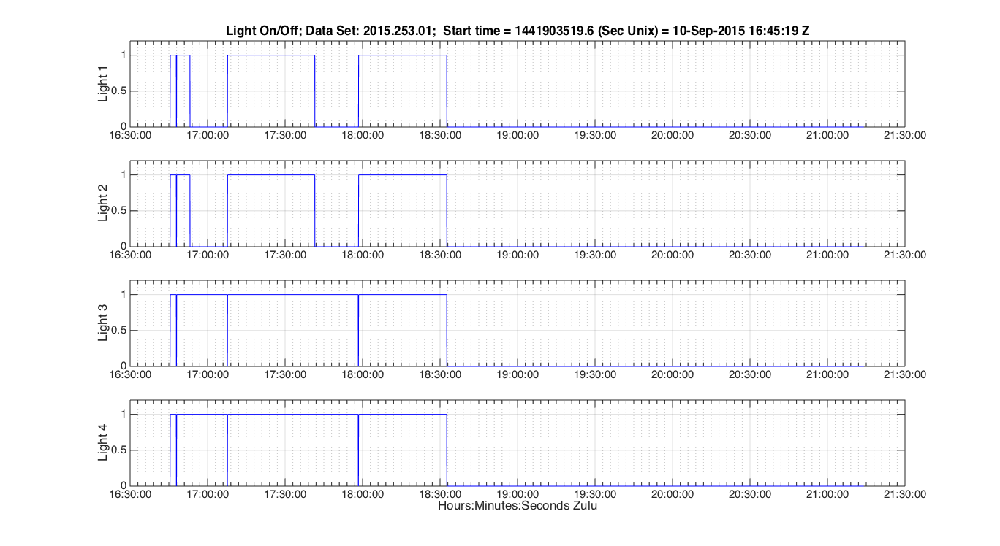 Light On/Off; Data Set: 2015.253.01;  Start time = 1441903519.6 (Sec Unix) = 10-Sep-2015 16:45:19 Z
1
0.5
0
Light 1
16:30:00 17:00:00 17:30:00 18:00:00 18:30:00 19:00:00 19:30:00 20:00:00 20:30:00 21:00:00 21:30:00
1
0.5
0
Light 2
16:30:00 17:00:00 17:30:00 18:00:00 18:30:00 19:00:00 19:30:00 20:00:00 20:30:00 21:00:00 21:30:00
1
0.5
0
Light 3
16:30:00 17:00:00 17:30:00 18:00:00 18:30:00 19:00:00 19:30:00 20:00:00 20:30:00 21:00:00 21:30:00
1
0.5
0
Light 4
16:30:00 17:00:00 17:30:00 18:00:00 18:30:00 19:00:00 19:30:00 20:00:00 20:30:00 21:00:00 21:30:00
Hours:Minutes:Seconds Zulu